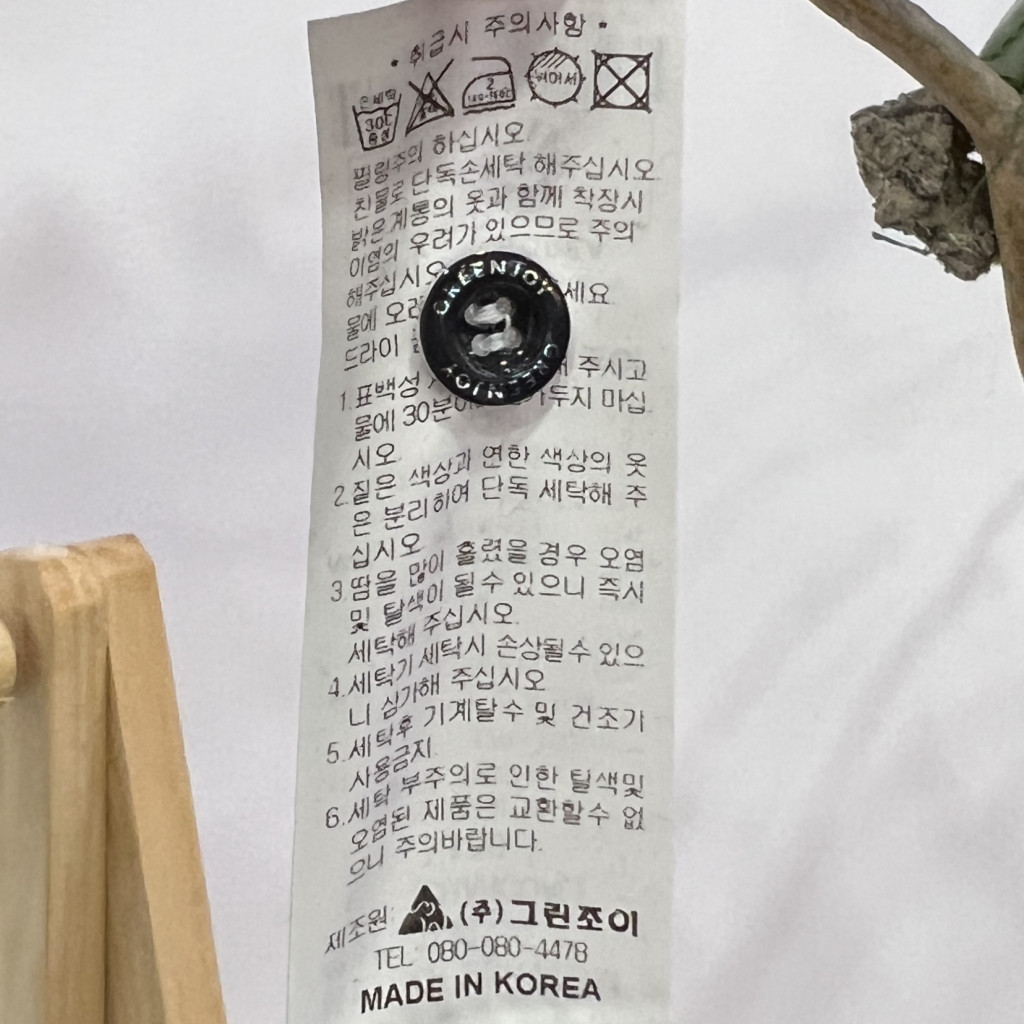 • 취급시 주의사항 •
손세탁
30℃
중성
2
뉘어서
필링주의 하십시오
찬물로 단독손세탁 해주십시오
밝은계통의 옷과 함께 착장시
이염의 우려가 있으므로 주의
해주십시오 세요
물에 오래
드라이
1.표백성 해 주시고
물에 30분이 가두지 마십
시오
2.짙은 색상과 연한 색상의 옷
은 분리하여 단독 세탁해 주
십시오
3.땀을 많이 흘렸을 경우 오염
및 탈색이 될수 있으니 즉시
세탁해 주십시오.
4.세탁기 세탁시 손상될수 있으
니 삼가해 주십시오
5.세탁후 기계탈수 및 건조기
사용금지
6.세탁 부주의로 인한 탈색및
오염된 제품은 교환할수 없
으니 주의바랍니다.
GREENJOY
GREENJOY
제조원 (주)그린조이
TEL 080-080-4478
MADE IN KOREA